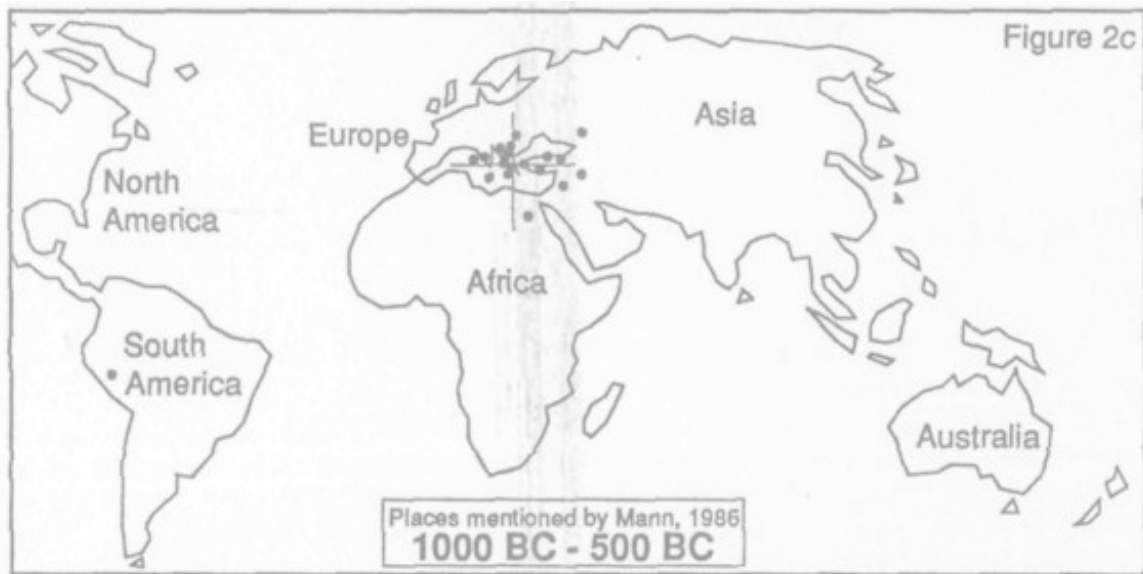 Figure 2c
Asia
Europe
North
America
Africa
South
America
Australia
Places mentioned by Mann, 1986
1000 BC - 500 BC